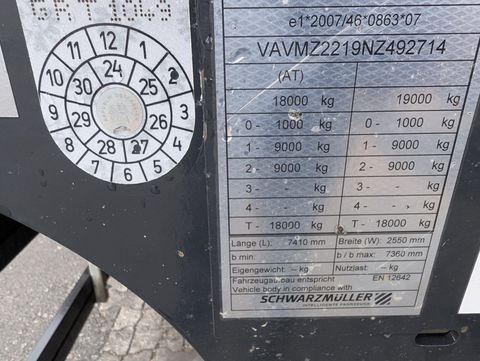 12 1 2
11 3
10 4
9 5
8 7 6
24 25
30 26
29 28 27
e1*2007/46*0863*07
VAVMZ2219NZ492714
(AT)
18000 kg 19000 kg
0 - 1000 kg 0 - 1000 kg
1 - 9000 kg 1 - 9000 kg
2 - 9000 kg 2 - 9000 kg
3 - - kg 3 - - kg
4 - - kg 4 - - kg
T - 18000 kg T - 18000 kg
Länge (L): 7410 mm Breite (W): 2550 mm
b min: b / b max: 7360 mm
Eigengewicht: -- kg Nutzlast: -- kg
Fahrzeugaufbau entspricht EN 12642
Vehicle body in compliance with
SCHWARZMÜLLER
INTELLIGENTE FAHRZEUGE